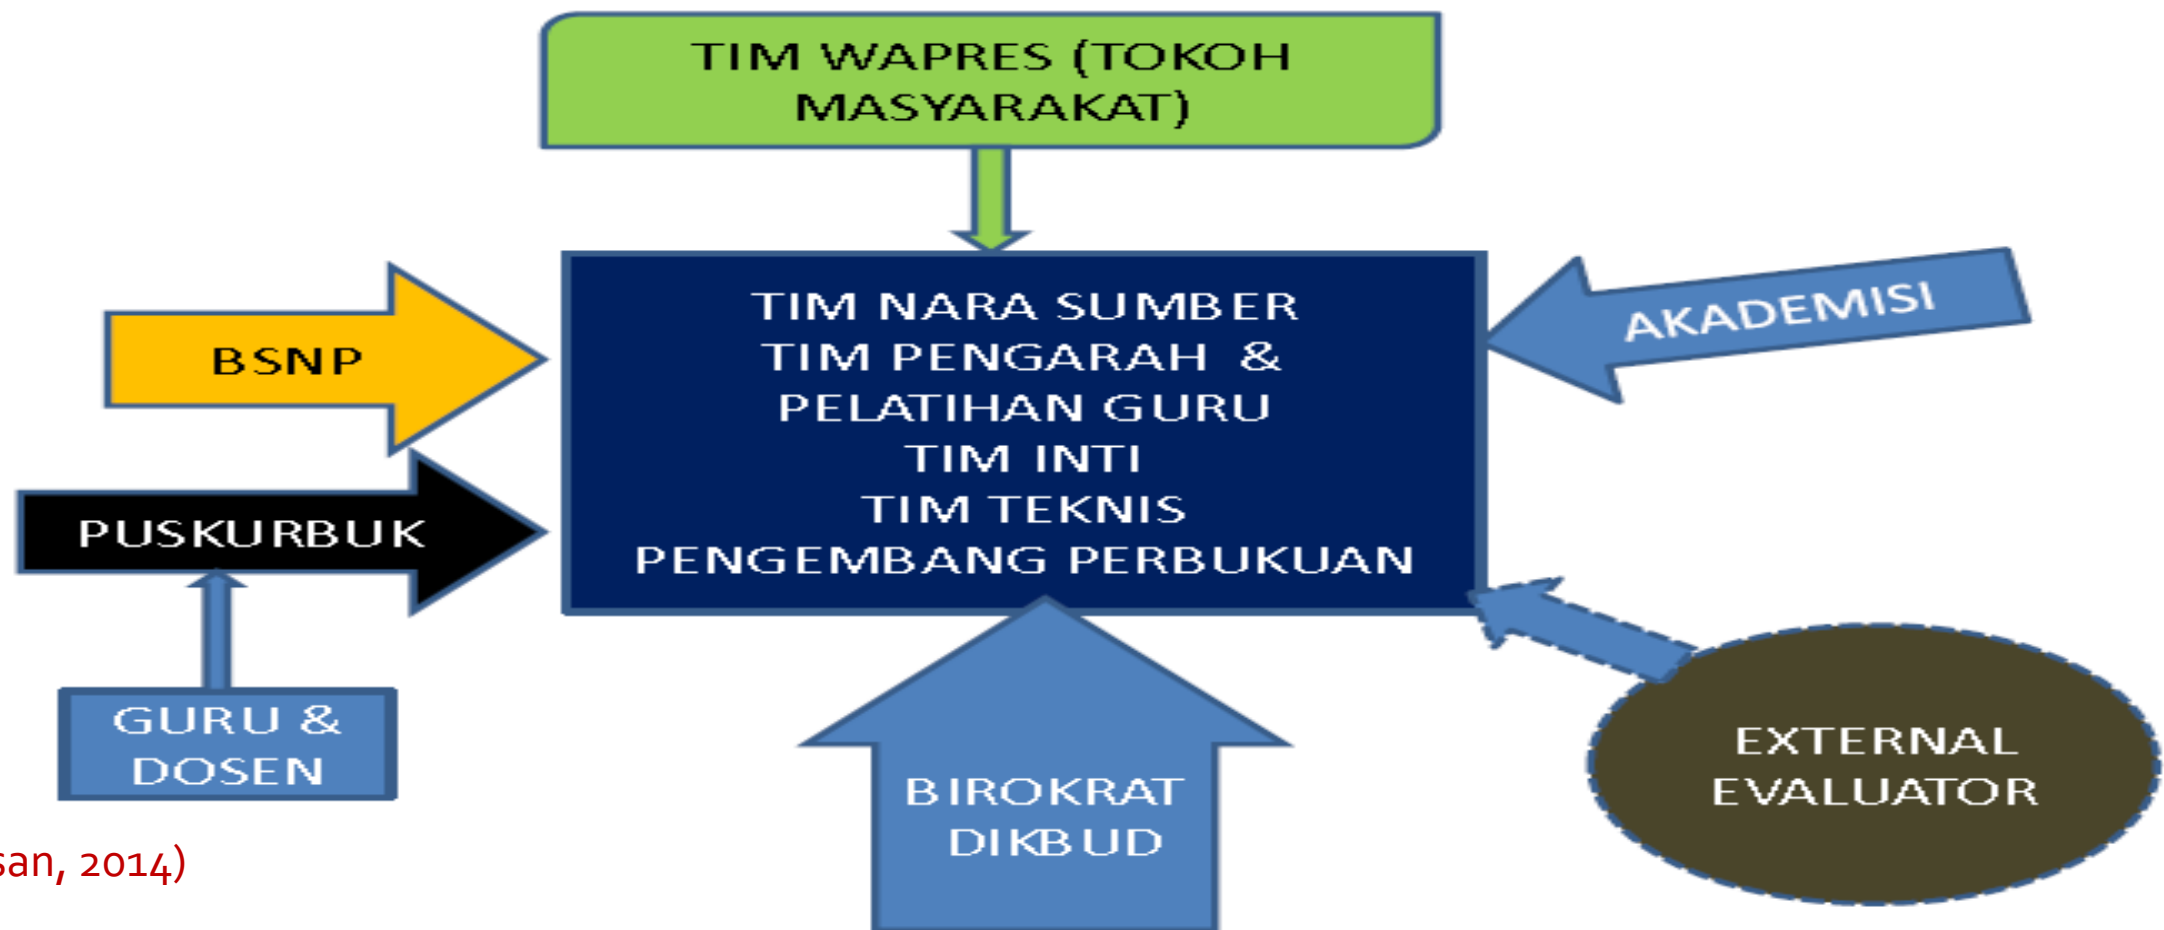 TIM WAPRES (TOKOH
MASYARAKAT)
BSNP
PUSKURBUK
GURU &
DOSEN
TIM NARA SUMBER
TIM PENGARAH &
PELATIHAN GURU
TIM INTI
TIM TEKNIS
PENGEMBANG PERBUKUAN
AKADEMISI
EXTERNAL
EVALUATOR
BIROKRAT
DIKBUD
san, 2014)